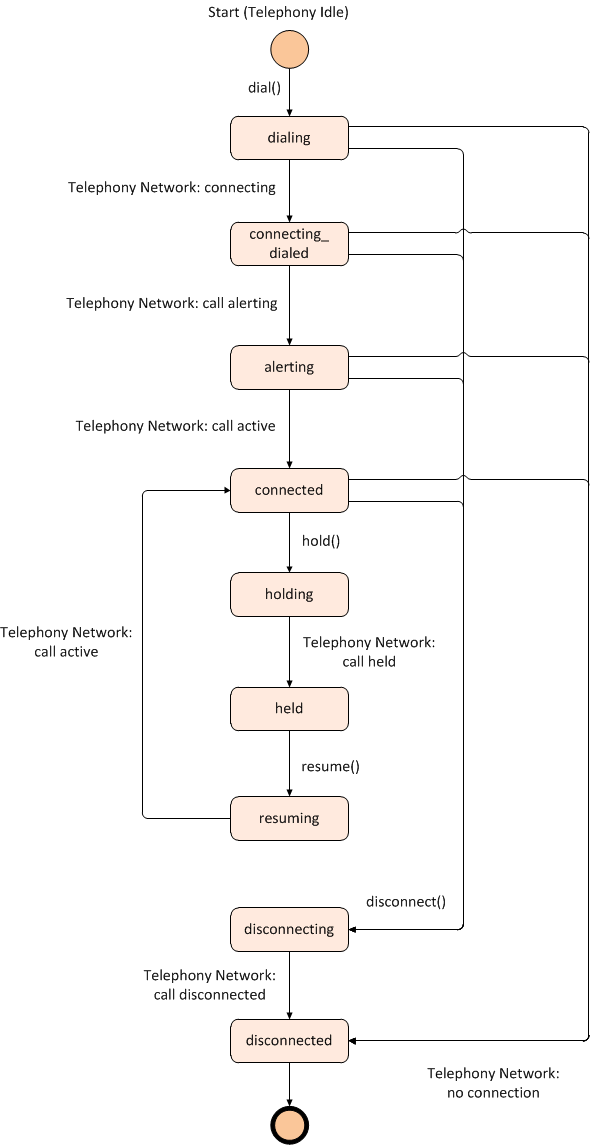 Start (Telephony Idle)
dial()
dialing
Telephony Network: connecting
connecting_
dialed
Telephony Network: call alerting
alerting
Telephony Network: call active
connected
hold()
holding
Telephony Network:
call active
Telephony Network:
call held
held
resume()
resuming
disconnect()
disconnecting
Telephony Network:
call disconnected
disconnected
Telephony Network:
no connection